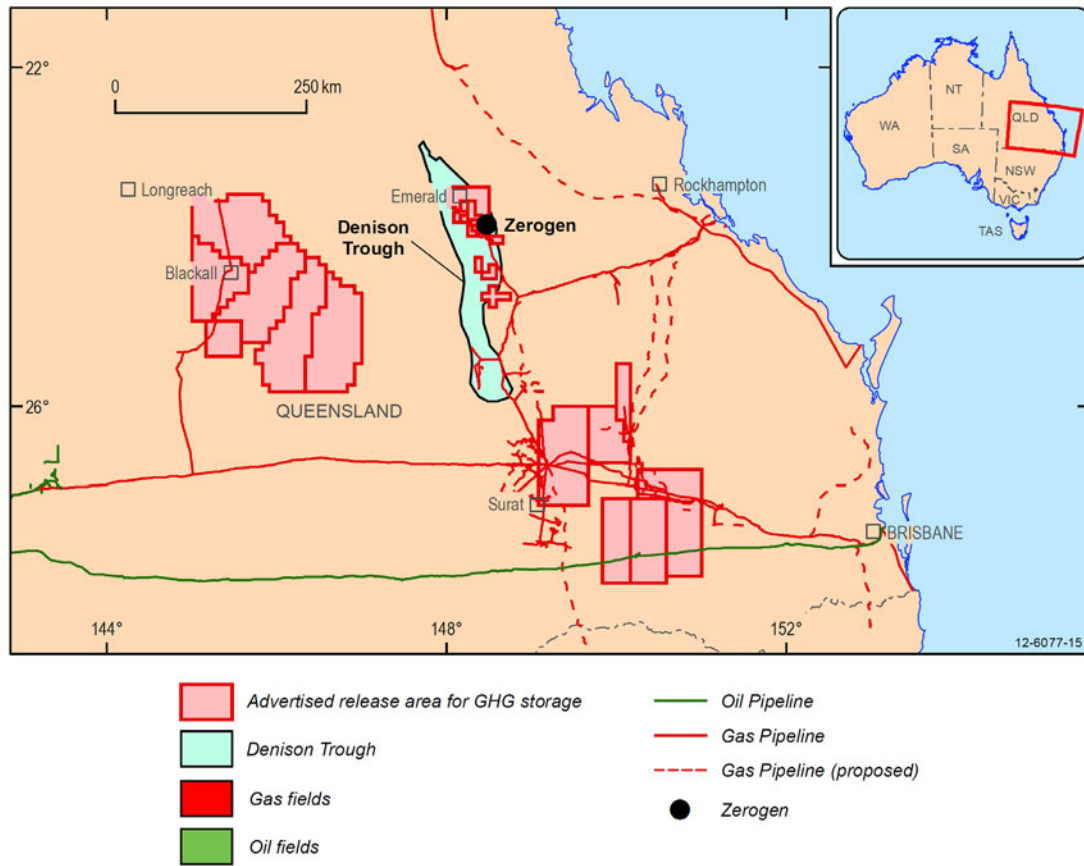 22°
0
250 km
Longreach
Emerald
Rockhampton
Zerogen
Denison
Trough
Blackall
QUEENSLAND
26°
Surat
BRISBANE
144°
148°
152°
12-6077-15
NT
QLD
WA
SA
NSW
VIC
TAS
Advertised release area for GHG storage
Denison Trough
Gas fields
Oil fields
Oil Pipeline
Gas Pipeline
Gas Pipeline (proposed)
Zerogen